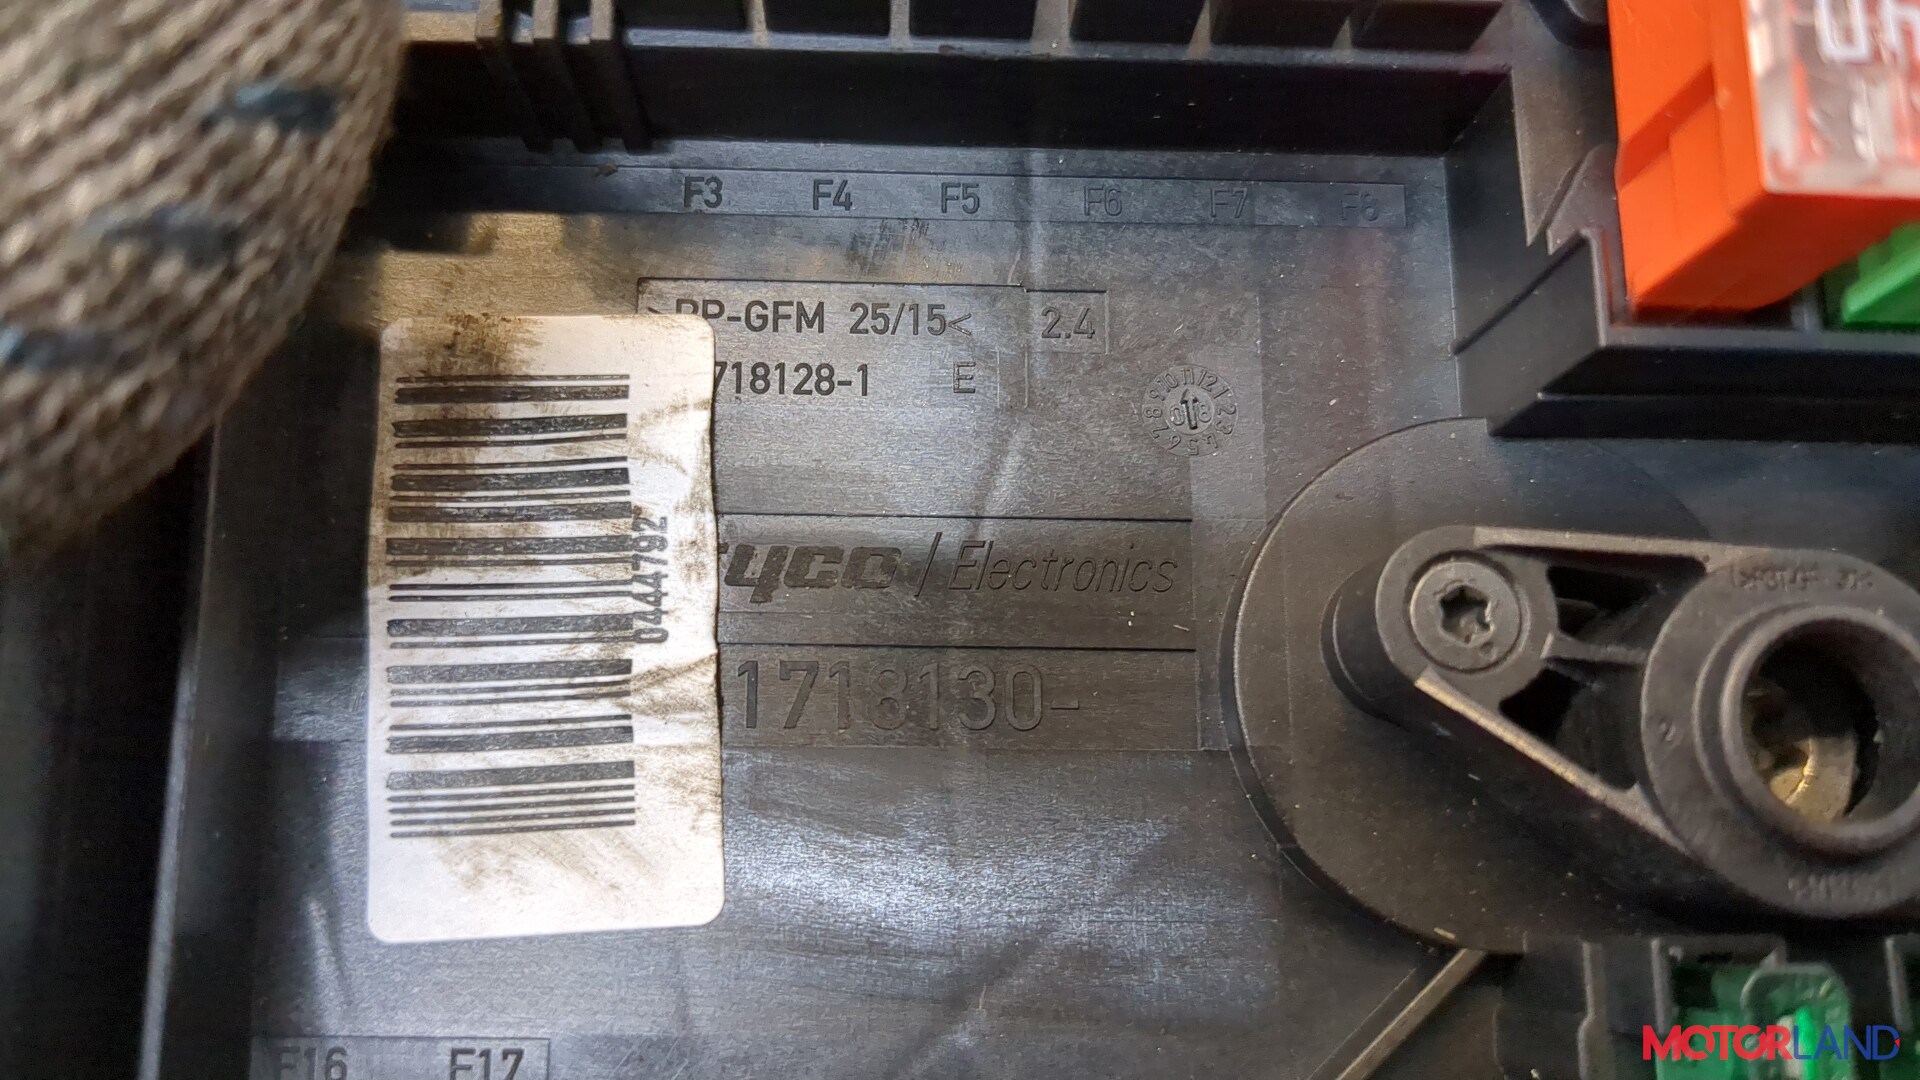 F3 F4 F5 F6 F7 F8
PP-GFM 25/15< 2.4
718128-1 E
04447792
tyco / Electronics
1718130-
F16 F17
MOTORLAND